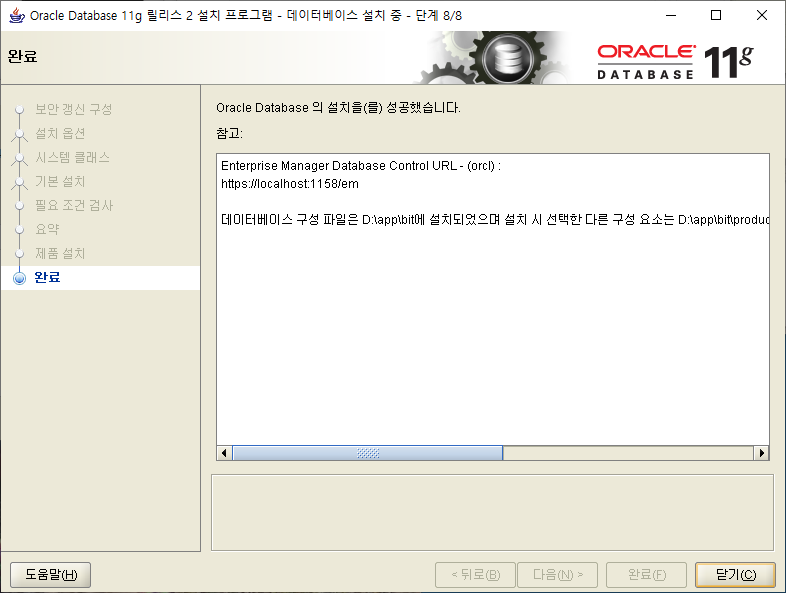 Oracle Database 11g 릴리스 2 설치 프로그램 - 데이터베이스 설치 중 - 단계 8/8
완료
ORACLE
DATABASE 11g
보안 갱신 구성
설치 옵션
시스템 클래스
기본 설치
필요 조건 검사
요약
제품 설치
완료
Oracle Database 의 설치을(를) 성공했습니다.
참고:
Enterprise Manager Database Control URL - (orcl) :
https://localhost:1158/em
데이터베이스 구성 파일은 D:\app\bit에 설치되었으며 설치 시 선택한 다른 구성 요소는 D:\app\bit\produc
도움말(H)
< 뒤로(B)
다음(N) >
완료(F)
닫기(C)